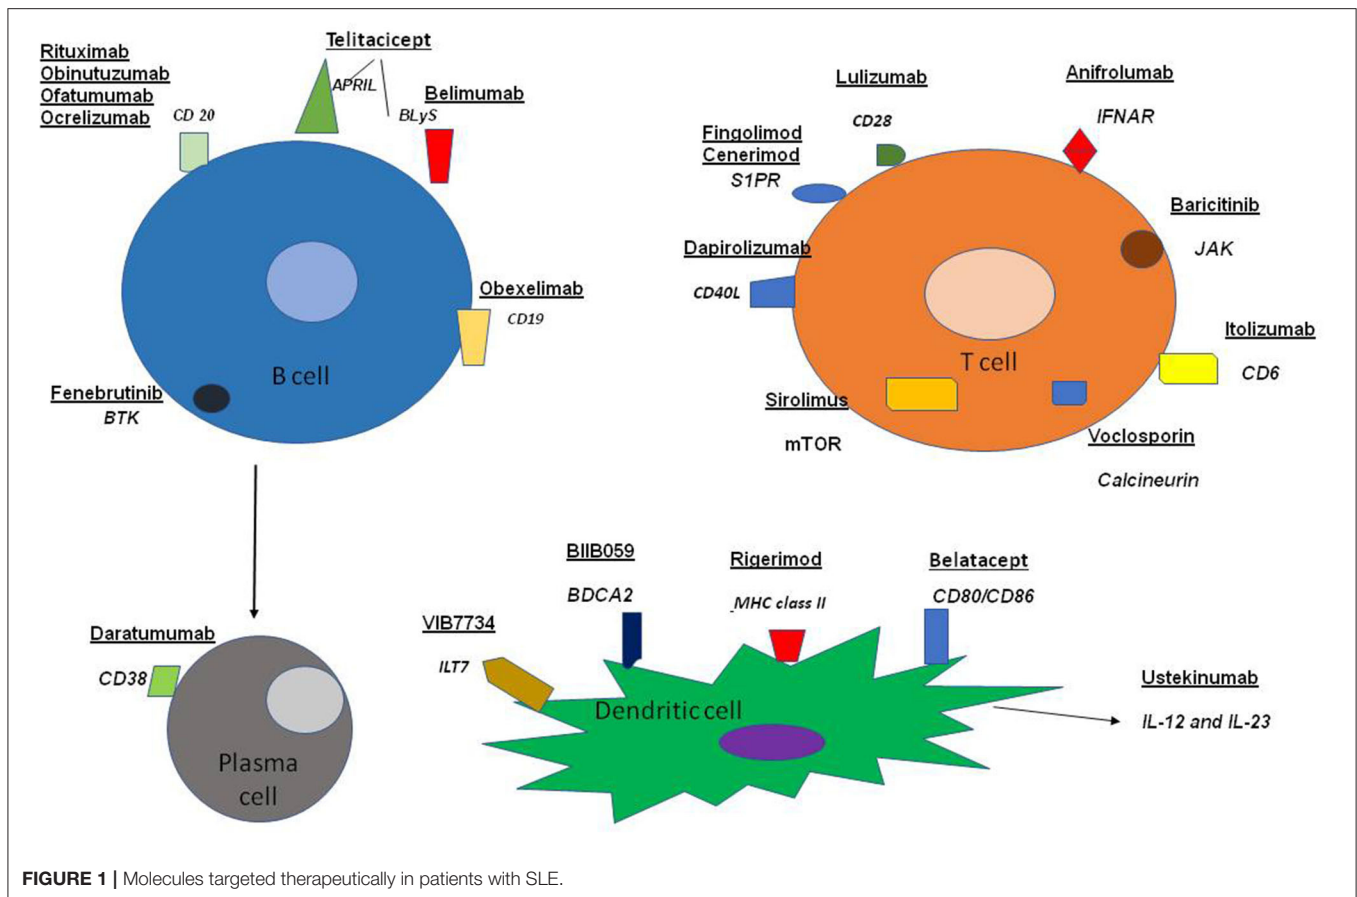 Rituximab
Obinutuzumab
Ofatumumab
Ocrelizumab
CD 20
Telitacicept
APRIL
BLyS
Belimumab
Obexelimab
CD19
B cell
Fenebrutinib
BTK
Lulizumab
CD28
Anifrolumab
IFNAR
Fingolimod
Cenerimod
S1PR
Baricitinib
JAK
Dapirolizumab
CD40L
T cell
Itolizumab
CD6
Sirolimus
mTOR
Voclosporin
Calcineurin
Daratumumab
CD38
Plasma
cell
VIB7734
ILT7
BIIB059
BDCA2
Rigerimod
MHC class II
Belatacept
CD80/CD86
Dendritic cell
Ustekinumab
IL-12 and IL-23
FIGURE 1 | Molecules targeted therapeutically in patients with SLE.